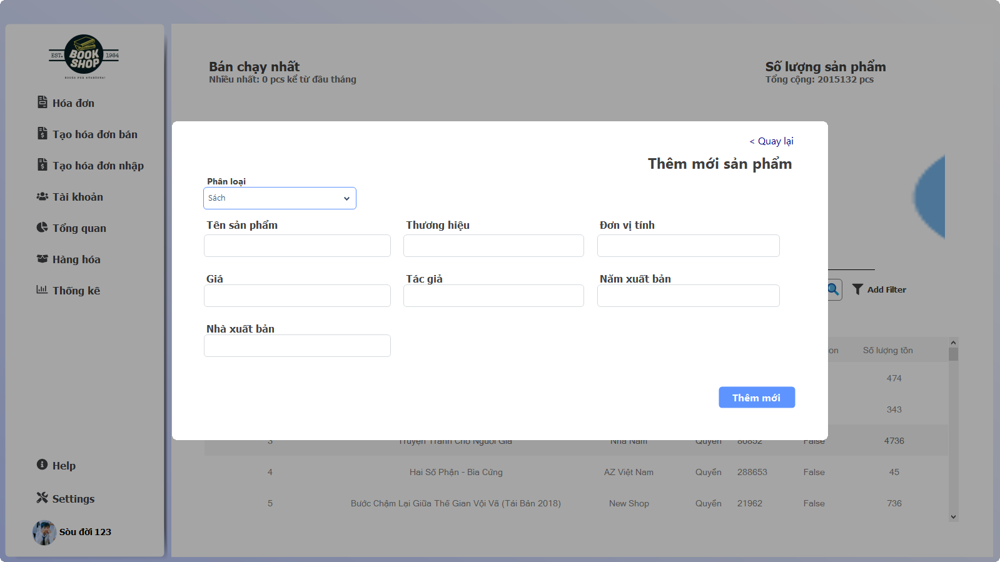 EST. BOOK SHOP 1984
BOOKS FOR EVERYONE!
Hóa đơn
Tạo hóa đơn bán
Tạo hóa đơn nhập
Tài khoản
Tổng quan
Hàng hóa
Thống kê
Help
Settings
Sòu đời 123
Bán chạy nhất
Nhiều nhất: 0 pcs kể từ đầu tháng
Số lượng sản phẩm
Tổng cộng: 2015132 pcs
< Quay lại
Thêm mới sản phẩm
Phân loại
Sách
Tên sản phẩm
Thương hiệu
Đơn vị tính
Giá
Tác giả
Năm xuất bản
Nhà xuất bản
Thêm mới
Add Filter
on Số lượng tồn
474
343
3 Truyện Tranh Cho Người Già Nhã Nam Quyển 80852 False 4736
4 Hai Số Phận - Bìa Cứng AZ Việt Nam Quyển 288653 False 45
5 Bước Chậm Lại Giữa Thế Gian Vội Vã (Tái Bản 2018) New Shop Quyển 21962 False 736